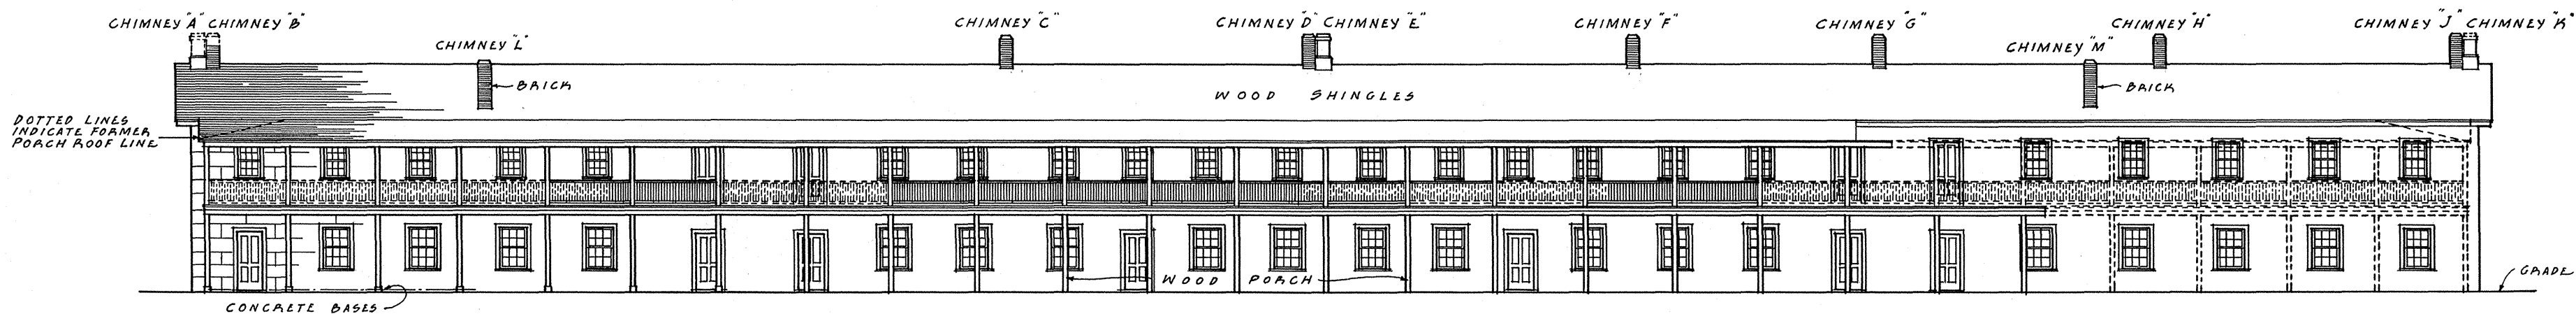 CHIMNEY "A" CHIMNEY "B"
CHIMNEY "L"
CHIMNEY "C"
CHIMNEY "D" CHIMNEY "E"
CHIMNEY "F"
CHIMNEY "G"
CHIMNEY "M"
CHIMNEY "H"
CHIMNEY "J" CHIMNEY "K"
BRICK
WOOD SHINGLES
BRICK
DOTTED LINES
INDICATE FORMER
PORCH ROOF LINE
WOOD PORCH
GRADE
CONCRETE BASES